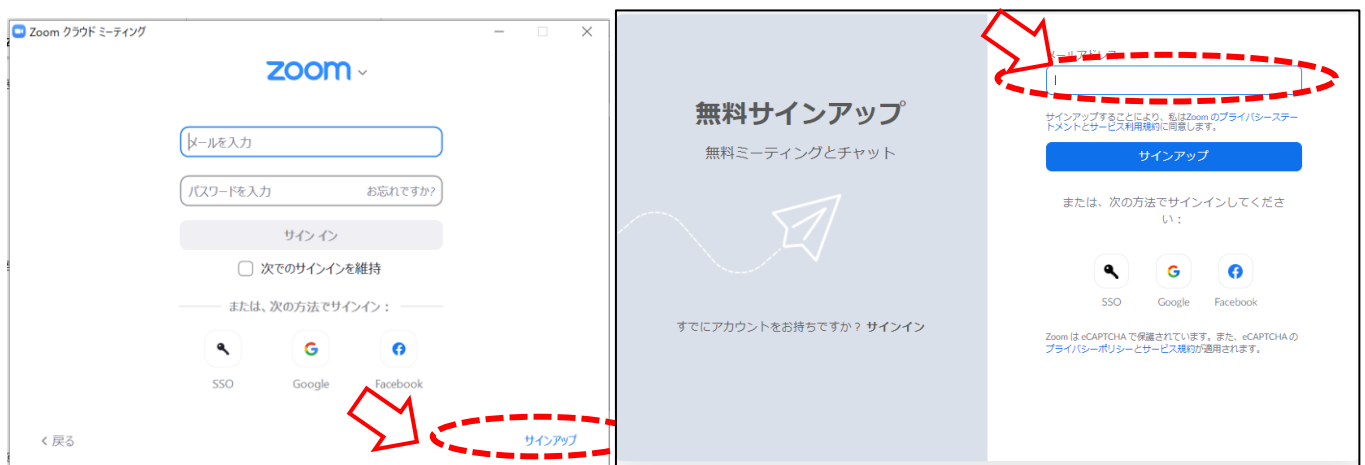 Zoom クラウド ミーティング
zoom
メールを入力
パスワードを入力 お忘れですか?
サイン イン
次でのサインインを維持
または、次の方法でサインイン：
SSO Google Facebook
< 戻る
サインアップ
無料サインアップ
無料ミーティングとチャット
すでにアカウントをお持ちですか？ サインイン
メールアドレス
サインアップすることにより、私はZoom のプライバシーステー
トメントとサービス利用規約に同意します。
サインアップ
または、次の方法でサインインしてくださ
い：
SSO Google Facebook
Zoom は eCAPTCHA で保護されています。また、eCAPTCHA の
プライバシーポリシーとサービス規約が適用されます。